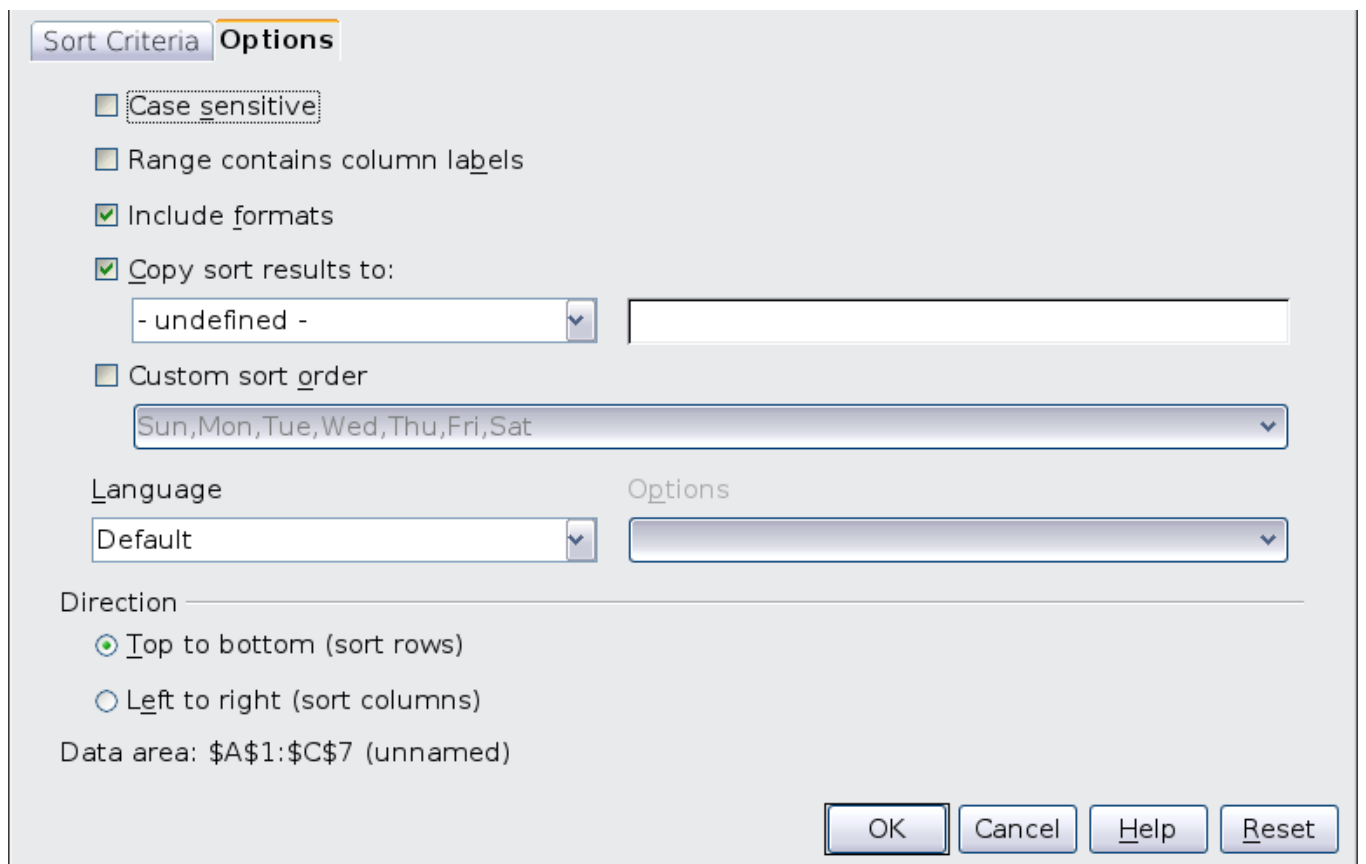 Sort Criteria Options
Case sensitive
Range contains column labels
Include formats
Copy sort results to:
- undefined -
Custom sort order
Sun,Mon,Tue,Wed,Thu,Fri,Sat
Language Options
Default
Direction
Top to bottom (sort rows)
Left to right (sort columns)
Data area: $A$1:$C$7 (unnamed)
OK Cancel Help Reset